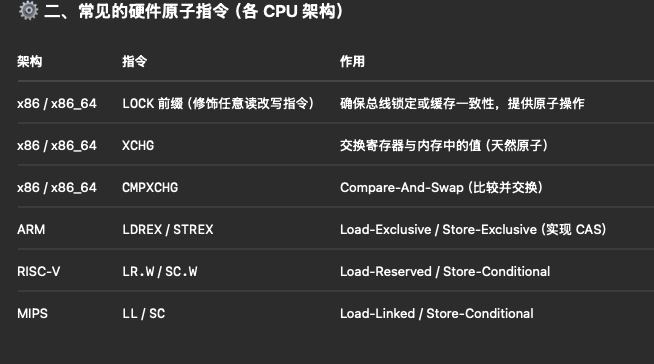 ⚙️ 二、常见的硬件原子指令（各 CPU 架构）
架构 指令 作用
x86 / x86_64 LOCK 前缀（修饰任意读改写指令） 确保总线锁定或缓存一致性，提供原子操作
x86 / x86_64 XCHG 交换寄存器与内存中的值（天然原子）
x86 / x86_64 CMPXCHG Compare-And-Swap（比较并交换）
ARM LDREX / STREX Load-Exclusive / Store-Exclusive（实现 CAS）
RISC-V LR.W / SC.W Load-Reserved / Store-Conditional
MIPS LL / SC Load-Linked / Store-Conditional